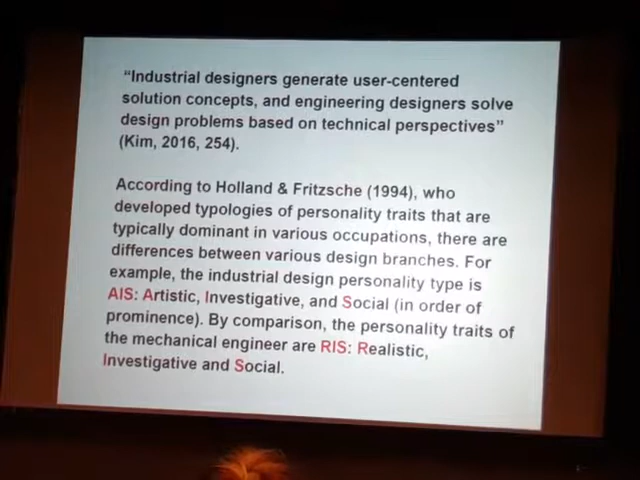 “Industrial designers generate user-centered
solution concepts, and engineering designers solve
design problems based on technical perspectives”
(Kim, 2016, 254).
According to Holland & Fritzsche (1994), who
developed typologies of personality traits that are
typically dominant in various occupations, there are
differences between various design branches. For
example, the industrial design personality type is
AIS: Artistic, Investigative, and Social (in order of
prominence). By comparison, the personality traits of
the mechanical engineer are RIS: Realistic,
Investigative and Social.